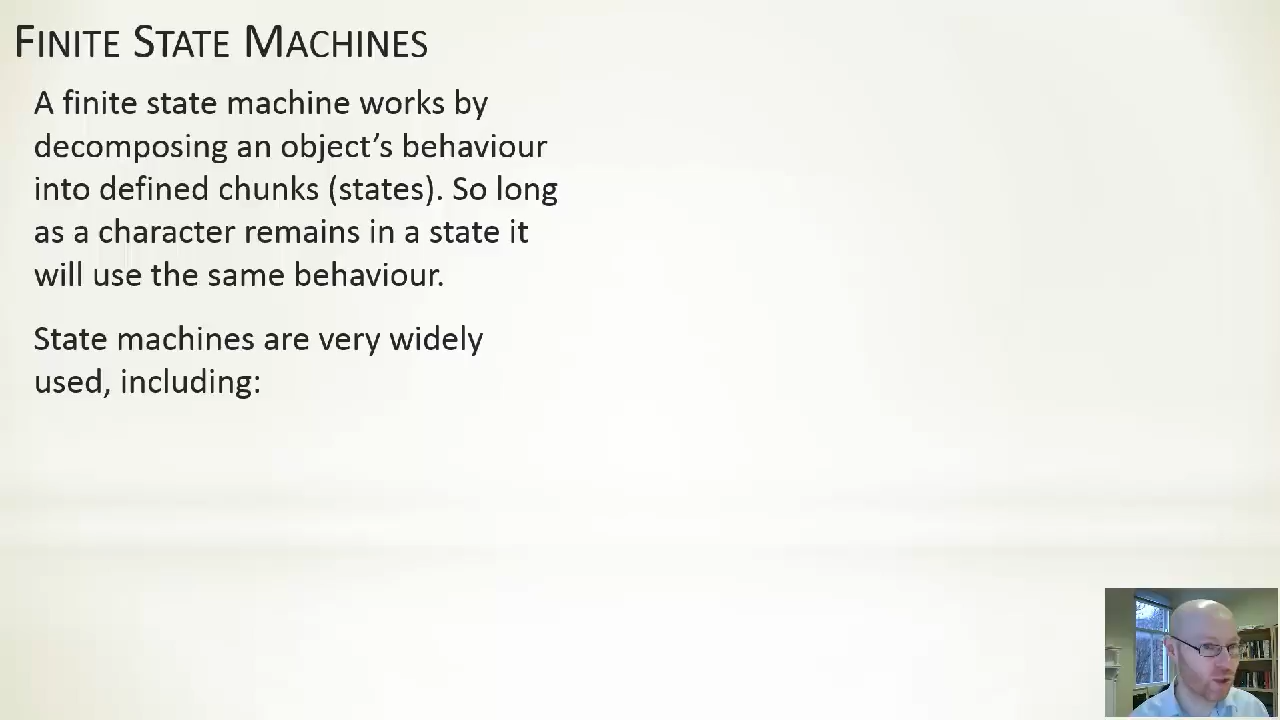 FINITE STATE MACHINES
A finite state machine works by
decomposing an object’s behaviour
into defined chunks (states). So long
as a character remains in a state it
will use the same behaviour.
State machines are very widely
used, including: